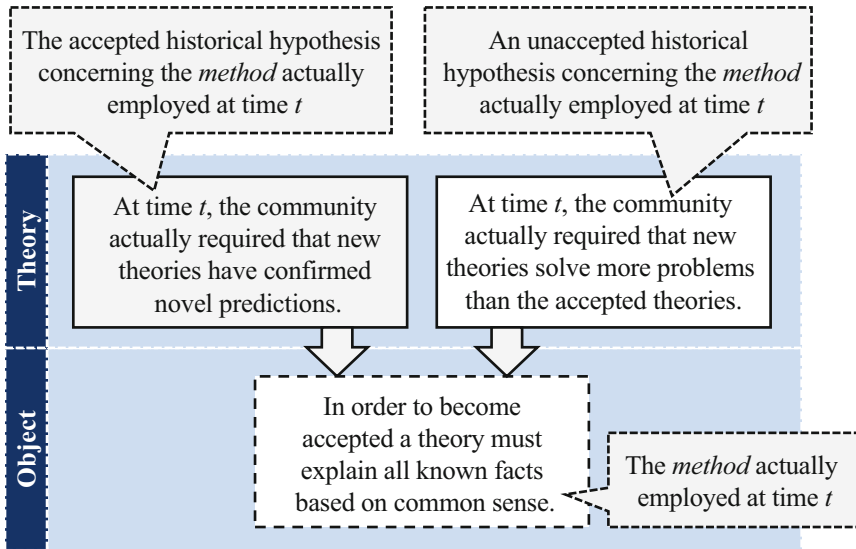 The accepted historical hypothesis
concerning the method actually
employed at time t
An unaccepted historical
hypothesis concerning the method
actually employed at time t
Theory
At time t, the community
actually required that new
theories have confirmed
novel predictions.
At time t, the community
actually required that new
theories solve more problems
than the accepted theories.
Object
In order to become
accepted a theory must
explain all known facts
based on common sense.
The method actually
employed at time t